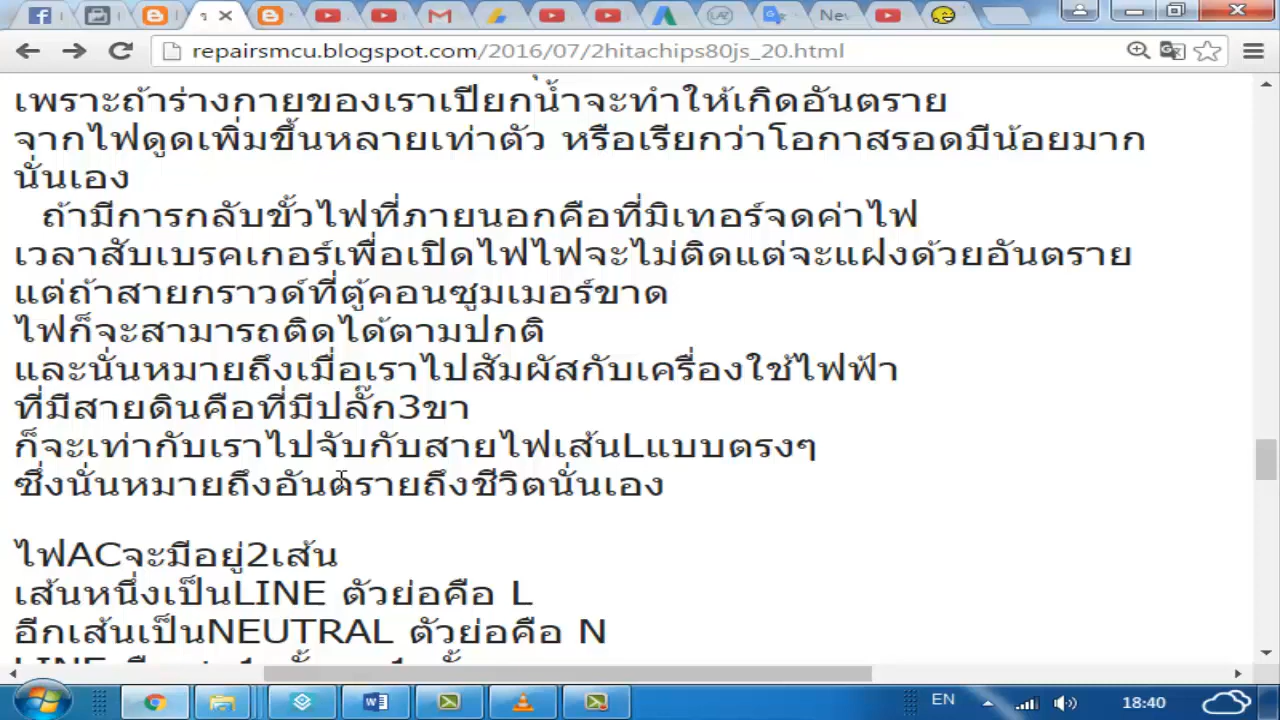 New
repairsmcu.blogspot.com/2016/07/2hitachips80js_20.html
เพราะถ้าร่างกายของเราเปียกน้ำจะทำให้เกิดอันตราย
จากไฟดูดเพิ่มขึ้นหลายเท่าตัว หรือเรียกว่าโอกาสรอดมีน้อยมาก
นั่นเอง
ถ้ามีการกลับขั้วไฟที่ภายนอกคือที่มิเทอร์จดค่าไฟ
เวลาสับเบรคเกอร์เพื่อเปิดไฟไฟจะไม่ติดแต่จะแฝงด้วยอันตราย
แต่ถ้าสายกราวด์ที่ตู้คอนซูมเมอร์ขาด
ไฟก็จะสามารถติดได้ตามปกติ
และนั่นหมายถึงเมื่อเราไปสัมผัสกับเครื่องใช้ไฟฟ้า
ที่มีสายดินคือที่มีปลั๊ก3ขา
ก็จะเท่ากับเราไปจับกับสายไฟเส้นLแบบตรงๆ
ซึ่งนั่นหมายถึงอันตรายถึงชีวิตนั่นเอง
ไฟACจะมีอยู่2เส้น
เส้นหนึ่งเป็นLINE ตัวย่อคือ L
อีกเส้นเป็นNEUTRAL ตัวย่อคือ N
LINE
EN
18:40